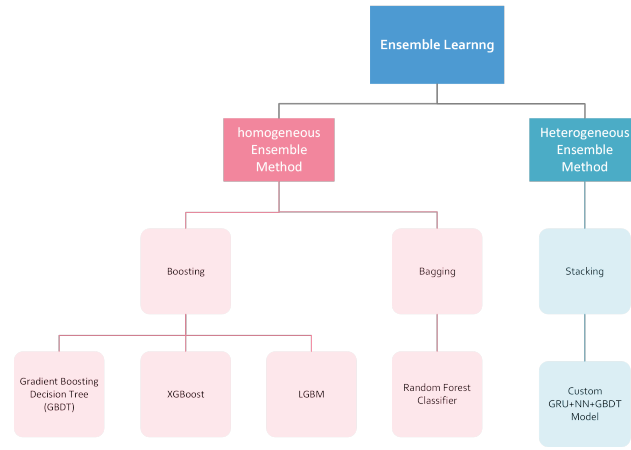 Ensemble Learnng
homogeneous
Ensemble
Method
Heterogeneous
Ensemble
Method
Boosting
Bagging
Stacking
Gradient Boosting
Decision Tree
(GBDT)
XGBoost
LGBM
Random Forest
Classifier
Custom
GRU+NN+GBDT
Model